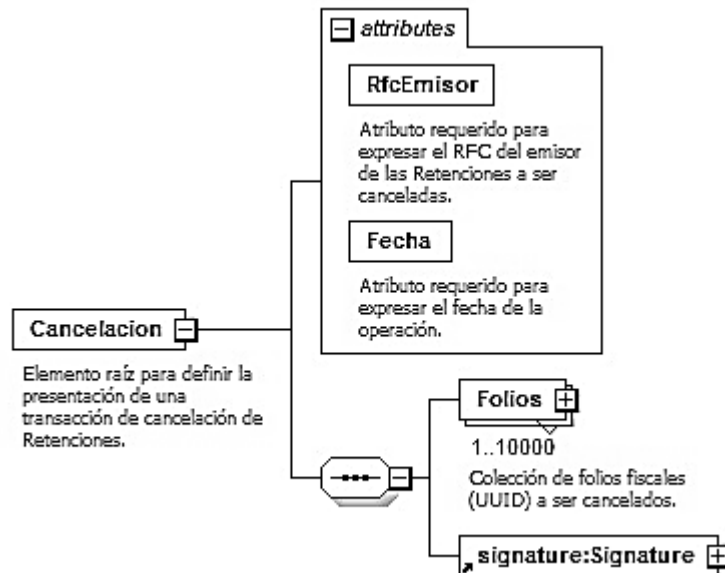 attributes
RfcEmisor
Atributo requerido para
expresar el RFC del emisor
de las Retenciones a ser
canceladas.
Fecha
Atributo requerido para
expresar el fecha de la
operación.
Cancelacion
Elemento raíz para definir la
presentación de una
transacción de cancelación de
Retenciones.
Folios
1..10000
Colección de folios fiscales
(UUID) a ser cancelados.
signature:Signature